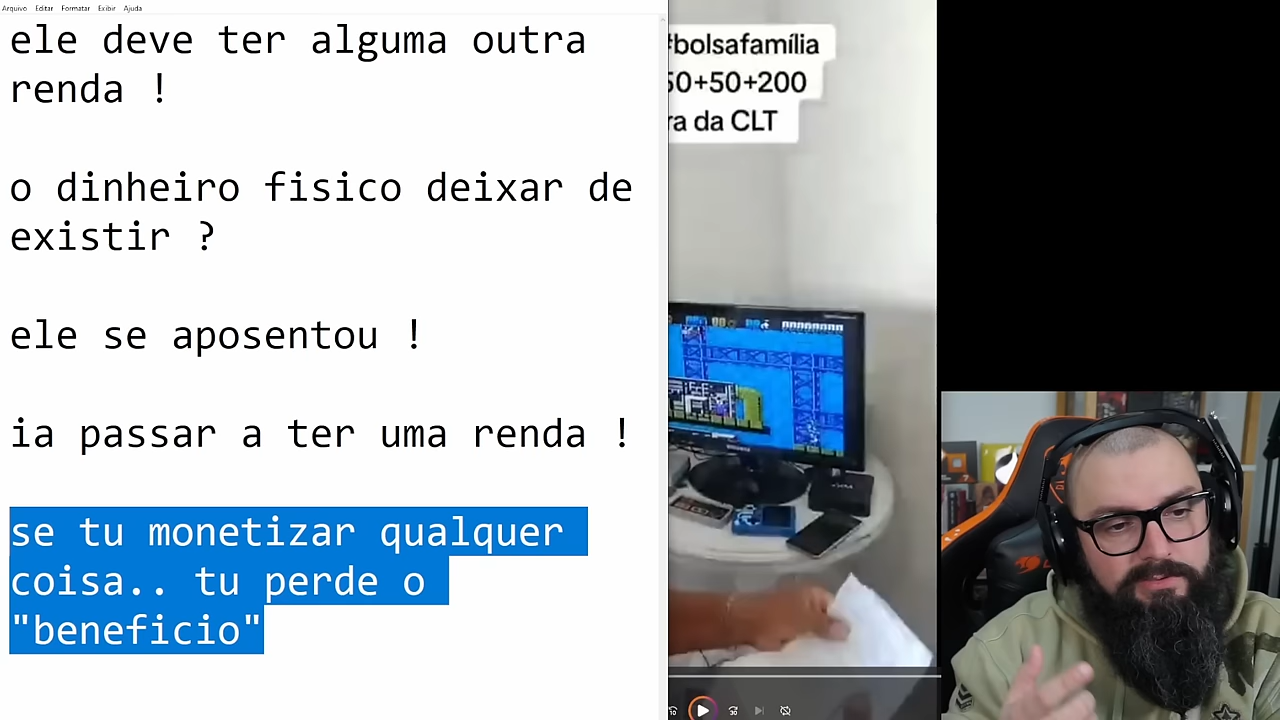 Arquivo Editar Formatar Exibir Ajuda
ele deve ter alguma outra
renda !
o dinheiro fisico deixar de
existir ?
ele se aposentou !
ia passar a ter uma renda !
se tu monetizar qualquer
coisa.. tu perde o
"beneficio"
#bolsafamília
50+50+200
ra da CLT
10
30